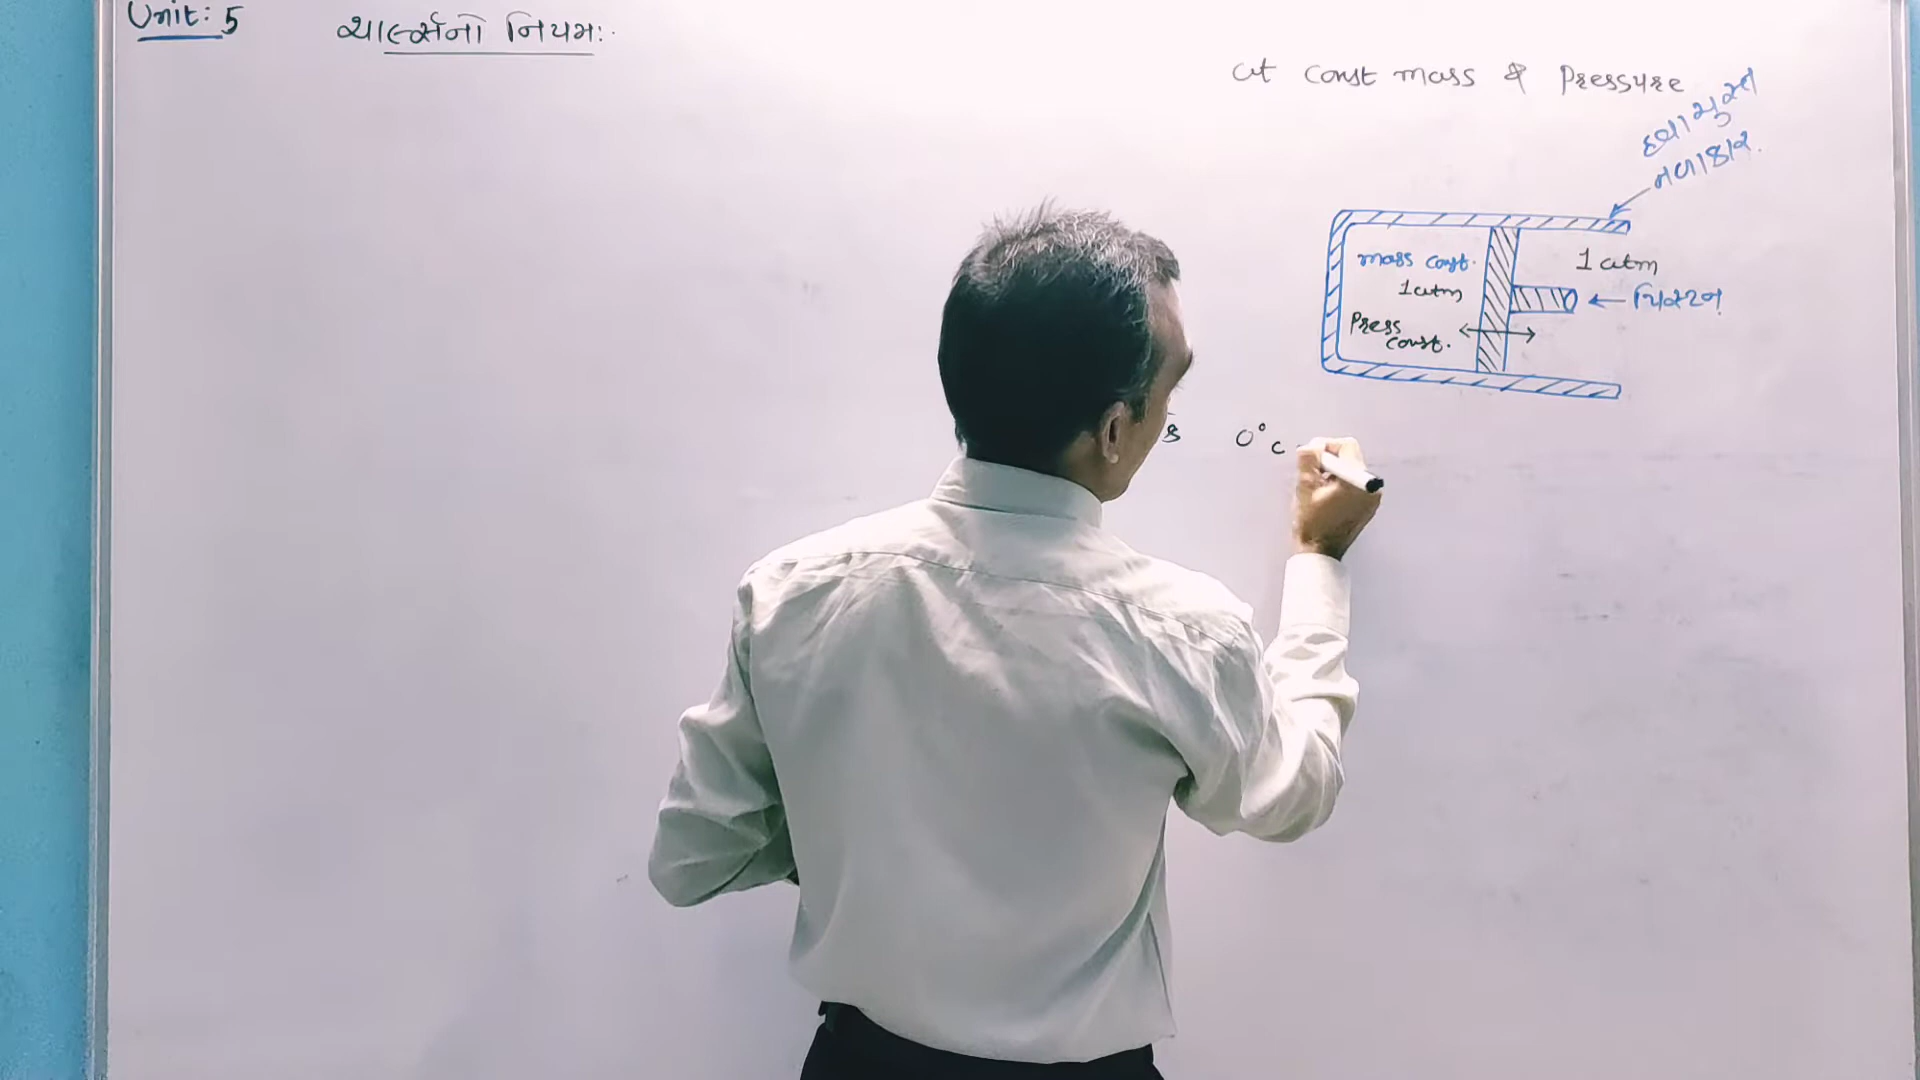 Unit: 5
ચાર્લ્સનો નિયમ:
at const mass & Pressure
હવાચુસ્ત
નળાકાર.
mass const.
1 atm
1 atm
Press
const.
0°c